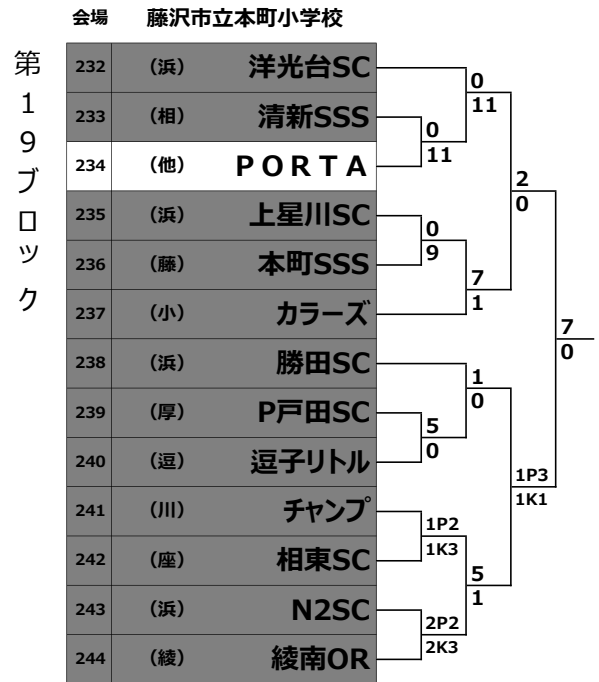 会場 藤沢市立本町小学校
第19ブロック
232 （浜） 洋光台SC
233 （相） 清新SSS
234 （他） ＰＯＲＴＡ
235 （浜） 上星川SC
236 （藤） 本町SSS
237 （小） カラーズ
238 （浜） 勝田SC
239 （厚） P戸田SC
240 （逗） 逗子リトル
241 （川） チャンプ
242 （座） 相東SC
243 （浜） N2SC
244 （綾） 綾南OR
0
11
0
11
2
0
0
9
7
1
7
0
1
0
5
0
1P3
1K1
1P2
1K3
5
1
2P2
2K3